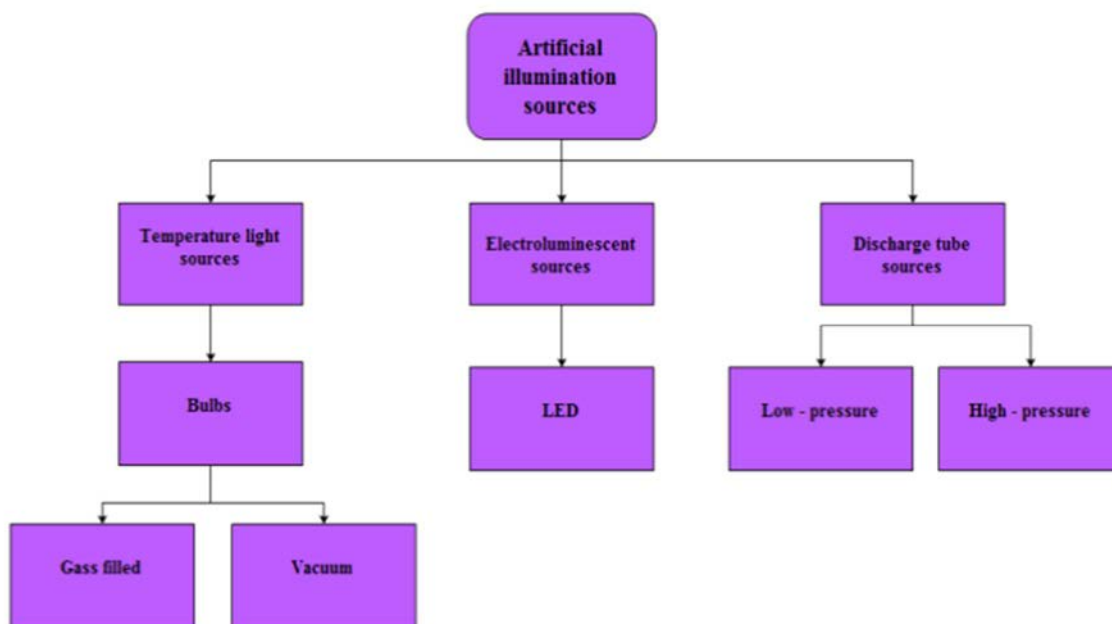 Artificial
illumination
sources
Temperature light
sources
Electroluminescent
sources
Discharge tube
sources
Bulbs
LED
Low - pressure
High - pressure
Gass filled
Vacuum